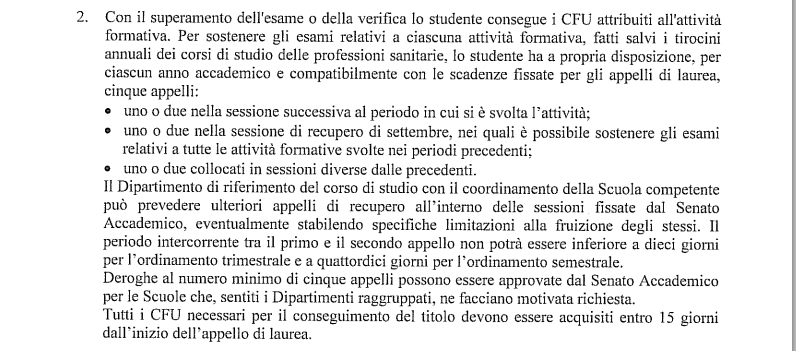 2. Con il superamento dell'esame o della verifica lo studente consegue i CFU attribuiti all'attività
formativa. Per sostenere gli esami relativi a ciascuna attività formativa, fatti salvi i tirocini
annuali dei corsi di studio delle professioni sanitarie, lo studente ha a propria disposizione, per
ciascun anno accademico e compatibilmente con le scadenze fissate per gli appelli di laurea,
cinque appelli:
• uno o due nella sessione successiva al periodo in cui si è svolta l'attività;
• uno o due nella sessione di recupero di settembre, nei quali è possibile sostenere gli esami
relativi a tutte le attività formative svolte nei periodi precedenti;
• uno o due collocati in sessioni diverse dalle precedenti.
Il Dipartimento di riferimento del corso di studio con il coordinamento della Scuola competente
può prevedere ulteriori appelli di recupero all'interno delle sessioni fissate dal Senato
Accademico, eventualmente stabilendo specifiche limitazioni alla fruizione degli stessi. Il
periodo intercorrente tra il primo e il secondo appello non potrà essere inferiore a dieci giorni
per l'ordinamento trimestrale e a quattordici giorni per l'ordinamento semestrale.
Deroghe al numero minimo di cinque appelli possono essere approvate dal Senato Accademico
per le Scuole che, sentiti i Dipartimenti raggruppati, ne facciano motivata richiesta.
Tutti i CFU necessari per il conseguimento del titolo devono essere acquisiti entro 15 giorni
dall'inizio dell'appello di laurea.